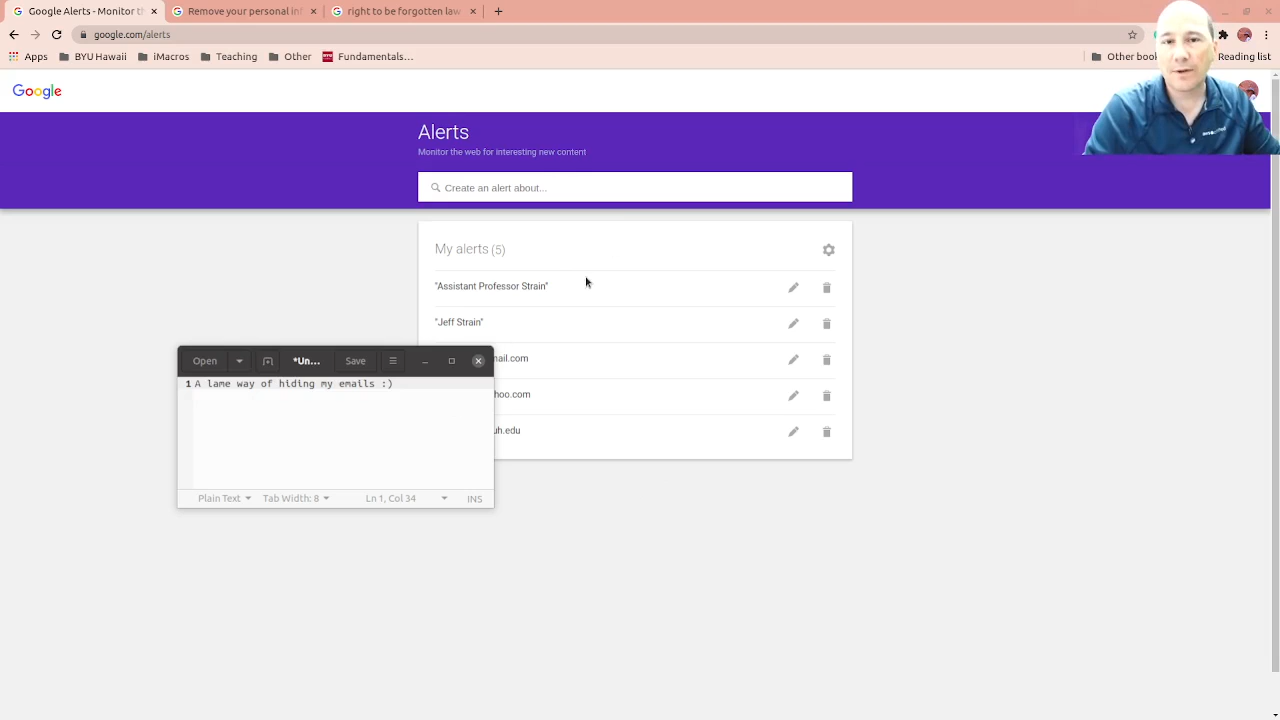 Google Alerts - Monitor th
Remove your personal inf
right to be forgotten law
google.com/alerts
Apps
BYU Hawaii
iMacros
Teaching
Other
Fundamentals...
Other boo
Reading list
Google
Alerts
Monitor the web for interesting new content
Create an alert about...
My alerts (5)
"Assistant Professor Strain"
"Jeff Strain"
mail.com
hoo.com
uh.edu
Open
*Un...
Save
1 A lame way of hiding my emails :)
Plain Text
Tab Width: 8
Ln 1, Col 34
INS